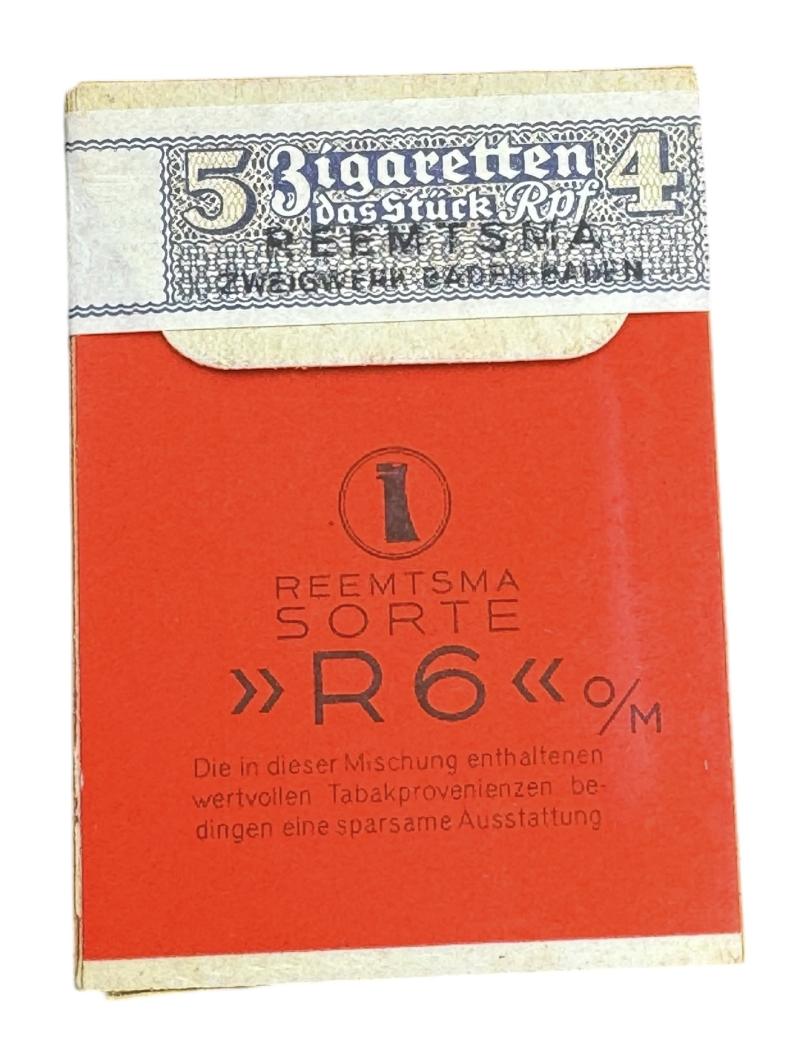 5 Zigaretten 4
das Stück Rpf
REEMTSMA
ZWEIGWERK BADEN-BADEN
REEMTSMA
SORTE
»R6« O/M
Die in dieser Mischung enthaltenen
wertvollen Tabakprovenienzen be-
dingen eine sparsame Ausstattung